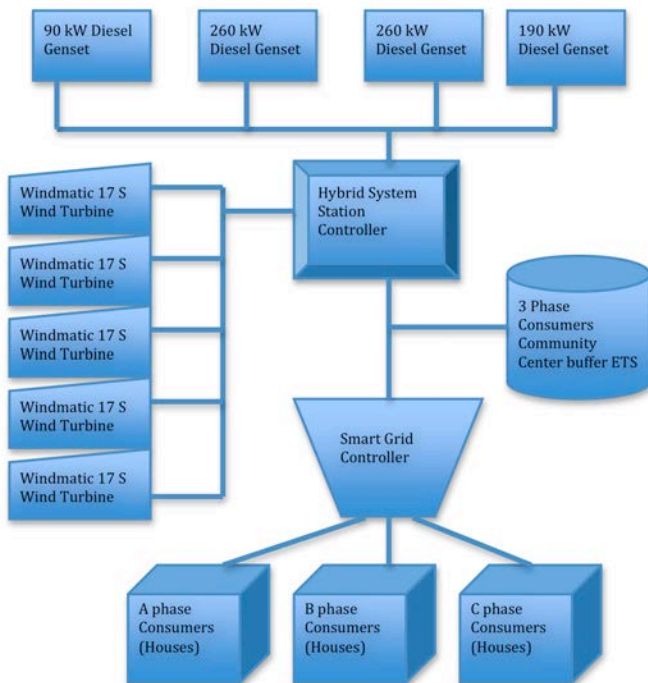 90 kW Diesel
Genset
260 kW
Diesel Genset
260 kW
Diesel Genset
190 kW
Diesel Genset
Hybrid System
Station
Controller
Windmatic 17 S
Wind Turbine
Windmatic 17 S
Wind Turbine
Windmatic 17 S
Wind Turbine
Windmatic 17 S
Wind Turbine
Windmatic 17 S
Wind Turbine
3 Phase
Consumers
Community
Center buffer ETS
Smart Grid
Controller
A phase
Consumers
(Houses)
B phase
Consumers
(Houses)
C phase
Consumers
(Houses)